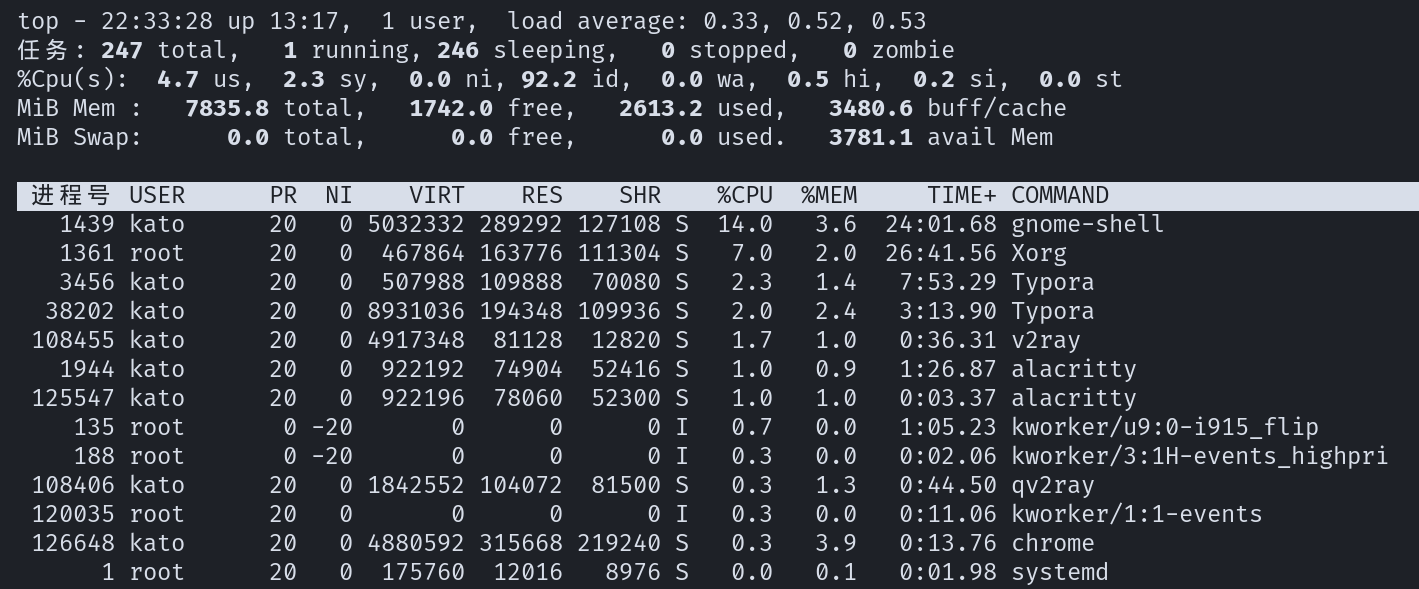 top - 22:33:28 up 13:17,  1 user,  load average: 0.33, 0.52, 0.53
任务: 247 total,   1 running, 246 sleeping,   0 stopped,   0 zombie
%Cpu(s):  4.7 us,  2.3 sy,  0.0 ni, 92.2 id,  0.0 wa,  0.5 hi,  0.2 si,  0.0 st
MiB Mem :   7835.8 total,   1742.0 free,   2613.2 used,   3480.6 buff/cache
MiB Swap:      0.0 total,      0.0 free,      0.0 used.   3781.1 avail Mem
进程号 USER      PR  NI    VIRT    RES    SHR    %CPU  %MEM     TIME+ COMMAND
1439 kato      20   0 5032332 289292 127108 S  14.0   3.6  24:01.68 gnome-shell
1361 root      20   0  467864 163776 111304 S   7.0   2.0  26:41.56 Xorg
3456 kato      20   0  507988 109888  70080 S   2.3   1.4   7:53.29 Typora
38202 kato      20   0 8931036 194348 109936 S   2.0   2.4   3:13.90 Typora
108455 kato      20   0 4917348  81128  12820 S   1.7   1.0   0:36.31 v2ray
1944 kato      20   0  922192  74904  52416 S   1.0   0.9   1:26.87 alacritty
125547 kato      20   0  922196  78060  52300 S   1.0   1.0   0:03.37 alacritty
135 root       0 -20       0      0      0 I   0.7   0.0   1:05.23 kworker/u9:0-i915_flip
188 root       0 -20       0      0      0 I   0.3   0.0   0:02.06 kworker/3:1H-events_highpri
108406 kato      20   0 1842552 104072  81500 S   0.3   1.3   0:44.50 qv2ray
120035 root      20   0       0      0      0 I   0.3   0.0   0:11.06 kworker/1:1-events
126648 kato      20   0 4880592 315668 219240 S   0.3   3.9   0:13.76 chrome
1 root      20   0  175760  12016   8976 S   0.0   0.1   0:01.98 systemd